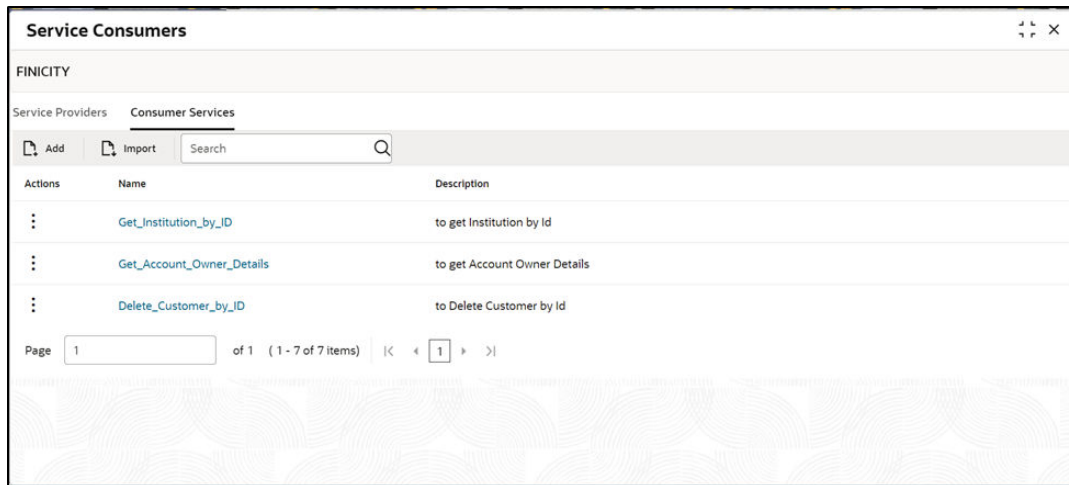 Service Consumers
FINICITY
Service Providers Consumer Services
Add Import Search
Actions Name Description
Get_Institution_by_ID to get Institution by Id
Get_Account_Owner_Details to get Account Owner Details
Delete_Customer_by_ID to Delete Customer by Id
Page 1 of 1 ( 1 - 7 of 7 items) 1